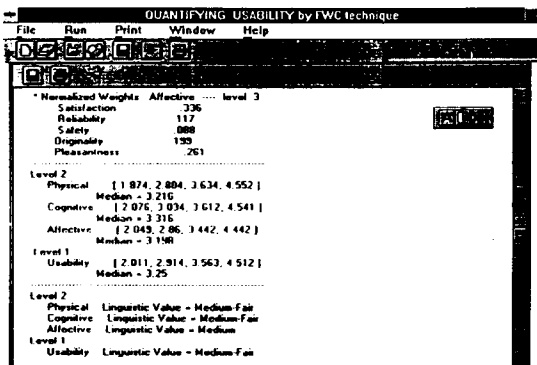 QUANTIFYING USABILITY by FWC technique
File Run Print Window Help
* Normalized Weights Affective ---- level 3
Satisfaction .336
Reliability .117
Safety .088
Originality .199
Pleasantness .261
Level 2
Physical [ 1.874, 2.884, 3.634, 4.552 ]
Median = 3.216
Cognitive [ 2.076, 3.034, 3.612, 4.541 ]
Median = 3.316
Affective [ 2.049, 2.86, 3.442, 4.442 ]
Median = 3.198
Level 1
Usability [ 2.011, 2.914, 3.563, 4.512 ]
Median = 3.25
Level 2
Physical Linguistic Value = Medium-Fair
Cognitive Linguistic Value = Medium-Fair
Affective Linguistic Value = Medium
Level 1
Usability Linguistic Value = Medium-Fair